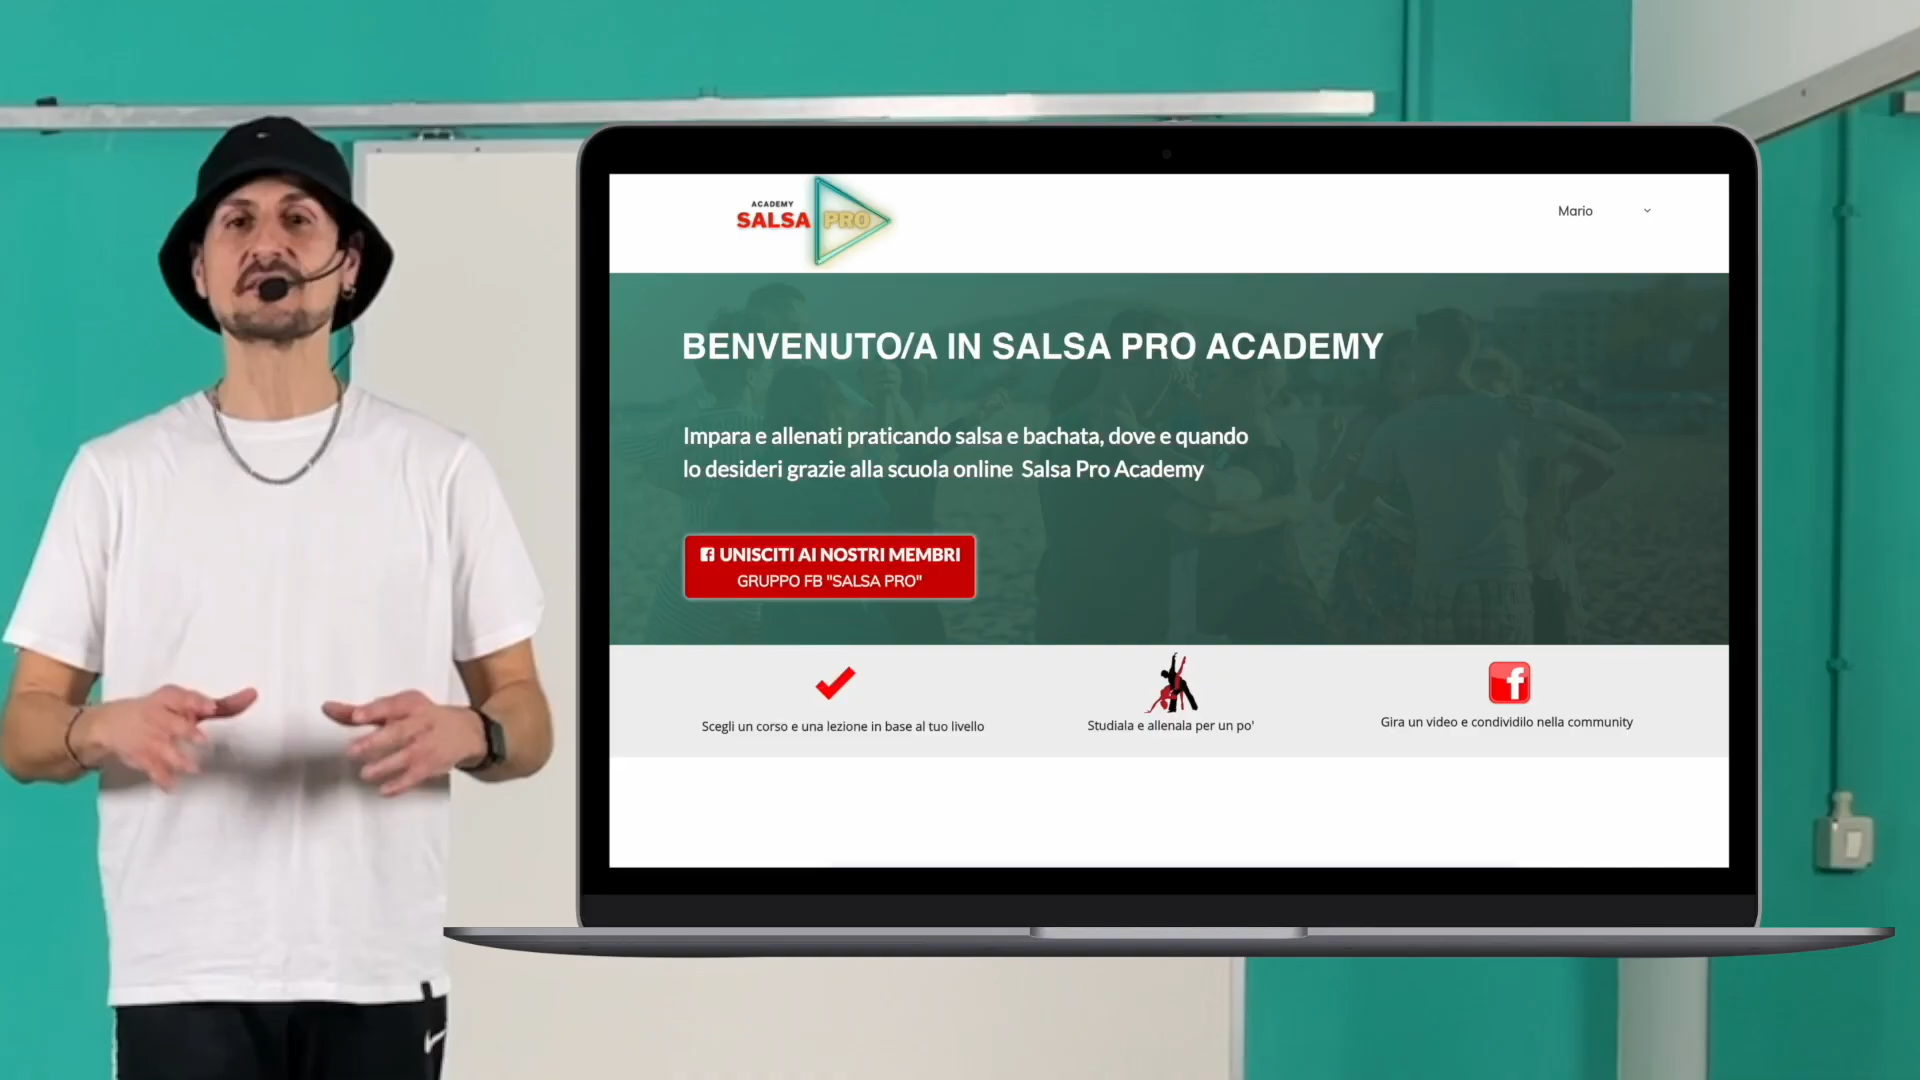 ACADEMY
SALSA PRO
Mario
BENVENUTO/A IN SALSA PRO ACADEMY
Impara e allenati praticando salsa e bachata, dove e quando
lo desideri grazie alla scuola online Salsa Pro Academy
UNISCITI AI NOSTRI MEMBRI
GRUPPO FB "SALSA PRO"
Scegli un corso e una lezione in base al tuo livello
Studiala e allenala per un po'
Gira un video e condividilo nella community